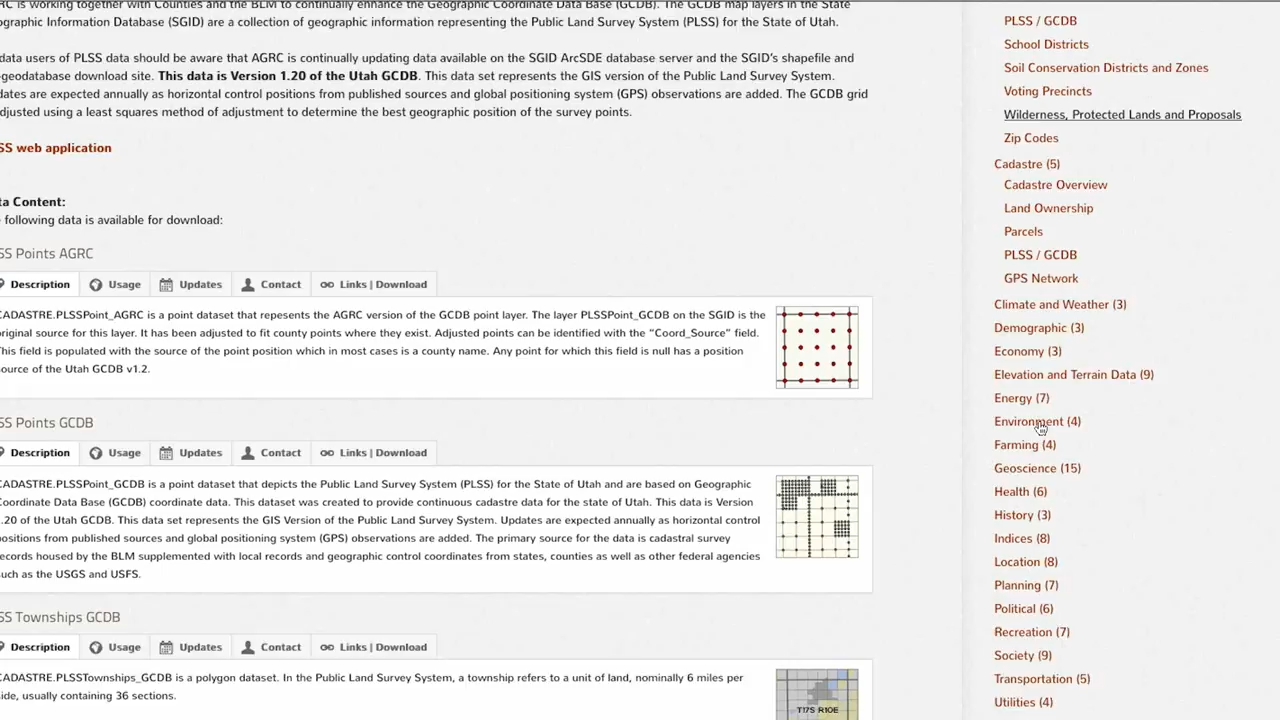 RC is working together with Counties and the BLM to continually enhance the Geographic Coordinate Data Base (GCDB). The GCDB map layers in the State
ographic Information Database (SGID) are a collection of geographic information representing the Public Land Survey System (PLSS) for the State of Utah.
data users of PLSS data should be aware that AGRC is continually updating data available on the SGID ArcSDE database server and the SGID's shapefile and
-geodatabase download site. This data is Version 1.20 of the Utah GCDB. This data set represents the GIS version of the Public Land Survey System.
dates are expected annually as horizontal control positions from published sources and global positioning system (GPS) observations are added. The GCDB grid
djusted using a least squares method of adjustment to determine the best geographic position of the survey points.
SS web application
ta Content:
e following data is available for download:
SS Points AGRC
Description Usage Updates Contact Links | Download
CADASTRE.PLSSPoint_AGRC is a point dataset that repesents the AGRC version of the GCDB point layer. The layer PLSSPoint_GCDB on the SGID is the
original source for this layer. It has been adjusted to fit county points where they exist. Adjusted points can be identified with the "Coord_Source" field.
This field is populated with the source of the point position which in most cases is a county name. Any point for which this field is null has a position
source of the Utah GCDB v1.2.
SS Points GCDB
Description Usage Updates Contact Links | Download
CADASTRE.PLSSPoint_GCDB is a point dataset that depicts the Public Land Survey System (PLSS) for the State of Utah and are based on Geographic
Coordinate Data Base (GCDB) coordinate data. This dataset was created to provide continuous cadastre data for the state of Utah. This data is Version
.20 of the Utah GCDB. This data set represents the GIS Version of the Public Land Survey System. Updates are expected annually as horizontal control
positions from published sources and global positioning system (GPS) observations are added. The primary source for the data is cadastral survey
records housed by the BLM supplemented with local records and geographic control coordinates from states, counties as well as other federal agencies
such as the USGS and USFS.
SS Townships GCDB
Description Usage Updates Contact Links | Download
CADASTRE.PLSSTownships_GCDB is a polygon dataset. In the Public Land Survey System, a township refers to a unit of land, nominally 6 miles per
side, usually containing 36 sections.
T17S R10E
PLSS / GCDB
School Districts
Soil Conservation Districts and Zones
Voting Precincts
Wilderness, Protected Lands and Proposals
Zip Codes
Cadastre (5)
Cadastre Overview
Land Ownership
Parcels
PLSS / GCDB
GPS Network
Climate and Weather (3)
Demographic (3)
Economy (3)
Elevation and Terrain Data (9)
Energy (7)
Environment (4)
Farming (4)
Geoscience (15)
Health (6)
History (3)
Indices (8)
Location (8)
Planning (7)
Political (6)
Recreation (7)
Society (9)
Transportation (5)
Utilities (4)